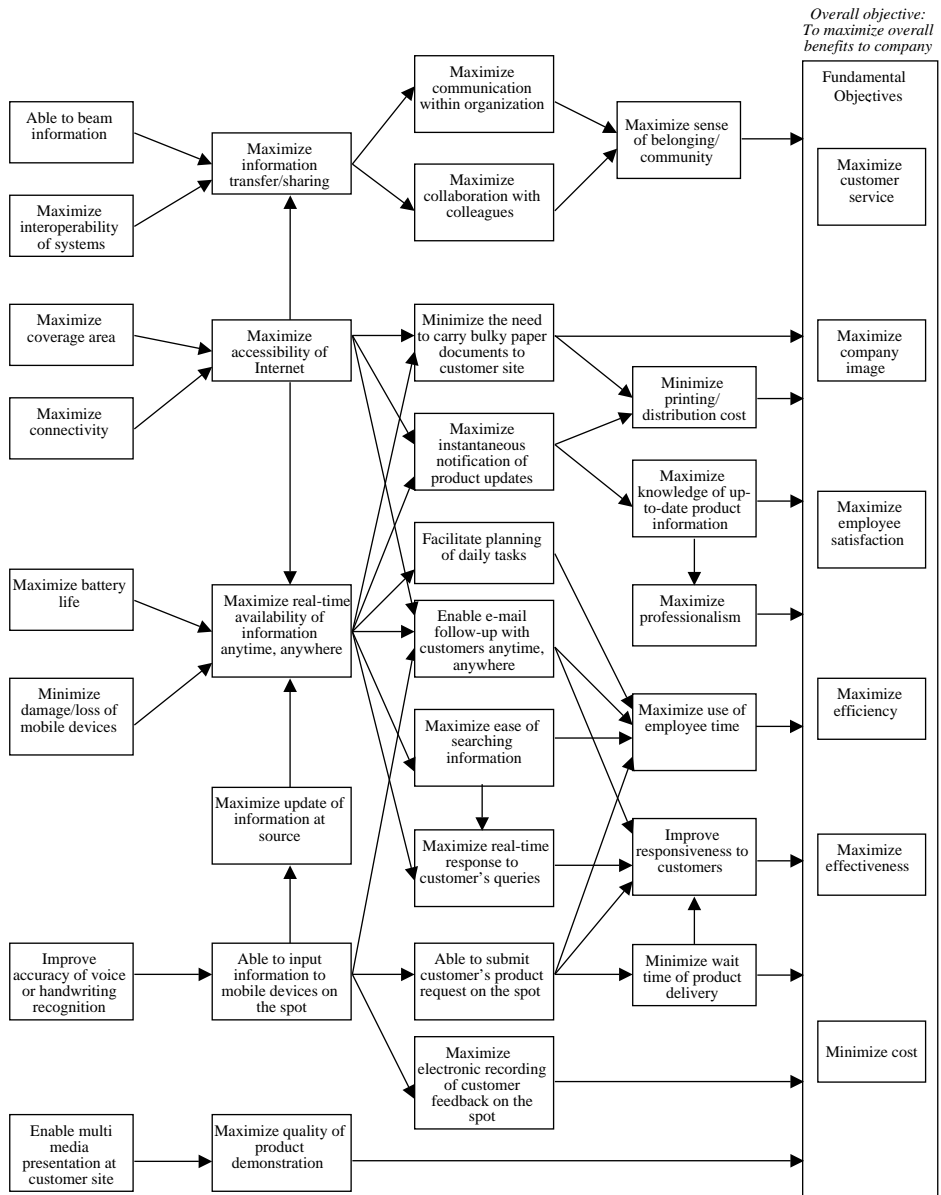 Overall objective:
To maximize overall
benefits to company
Fundamental
Objectives
Maximize
customer
service
Maximize
company
image
Maximize
employee
satisfaction
Maximize
efficiency
Maximize
effectiveness
Minimize cost
Able to beam
information
Maximize
interoperability
of systems
Maximize
coverage area
Maximize
connectivity
Maximize battery
life
Minimize
damage/loss of
mobile devices
Improve
accuracy of voice
or handwriting
recognition
Enable multi
media
presentation at
customer site
Maximize
information
transfer/sharing
Maximize
accessibility of
Internet
Maximize real-time
availability of
information
anytime, anywhere
Maximize update of
information at
source
Able to input
information to
mobile devices on
the spot
Maximize quality of
product
demonstration
Maximize
communication
within organization
Maximize
collaboration with
colleagues
Minimize the need
to carry bulky paper
documents to
customer site
Maximize
instantaneous
notification of
product updates
Facilitate planning
of daily tasks
Enable e-mail
follow-up with
customers anytime,
anywhere
Maximize ease of
searching
information
Maximize real-time
response to
customer's queries
Able to submit
customer's product
request on the spot
Maximize
electronic recording
of customer
feedback on the
spot
Maximize sense
of belonging/
community
Minimize
printing/
distribution cost
Maximize
knowledge of up-
to-date product
information
Maximize
professionalism
Maximize use of
employee time
Improve
responsiveness to
customers
Minimize wait
time of product
delivery